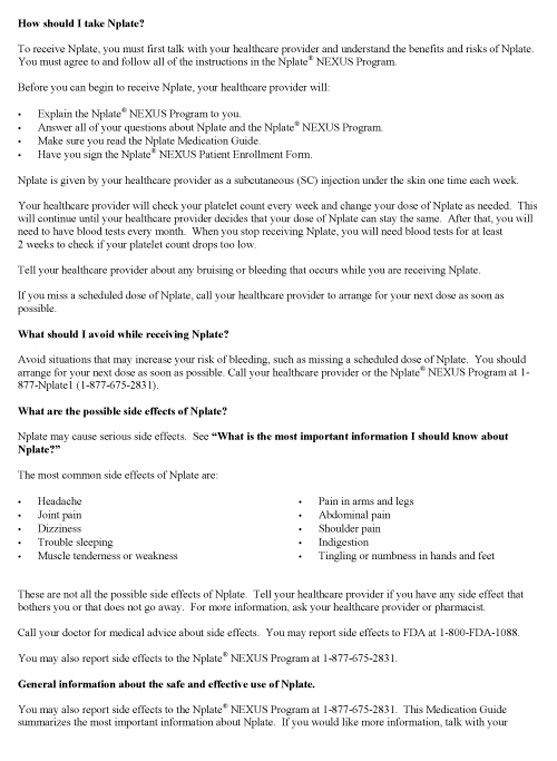 How should I take Nplate?
To receive Nplate, you must first talk with your healthcare provider and understand the benefits and risks of Nplate.
You must agree to and follow all of the instructions in the Nplate® NEXUS Program.
Before you can begin to receive Nplate, your healthcare provider will:
• Explain the Nplate® NEXUS Program to you.
• Answer all of your questions about Nplate and the Nplate® NEXUS Program.
• Make sure you read the Nplate Medication Guide.
• Have you sign the Nplate® NEXUS Patient Enrollment Form.
Nplate is given by your healthcare provider as a subcutaneous (SC) injection under the skin one time each week.
Your healthcare provider will check your platelet count every week and change your dose of Nplate as needed. This
will continue until your healthcare provider decides that your dose of Nplate can stay the same. After that, you will
need to have blood tests every month. When you stop receiving Nplate, you will need blood tests for at least
2 weeks to check if your platelet count drops too low.
Tell your healthcare provider about any bruising or bleeding that occurs while you are receiving Nplate.
If you miss a scheduled dose of Nplate, call your healthcare provider to arrange for your next dose as soon as
possible.
What should I avoid while receiving Nplate?
Avoid situations that may increase your risk of bleeding, such as missing a scheduled dose of Nplate. You should
arrange for your next dose as soon as possible. Call your healthcare provider or the Nplate® NEXUS Program at 1-
877-Nplate1 (1-877-675-2831).
What are the possible side effects of Nplate?
Nplate may cause serious side effects. See “What is the most important information I should know about
Nplate?”
The most common side effects of Nplate are:
• Headache
• Joint pain
• Dizziness
• Trouble sleeping
• Muscle tenderness or weakness
• Pain in arms and legs
• Abdominal pain
• Shoulder pain
• Indigestion
• Tingling or numbness in hands and feet
These are not all the possible side effects of Nplate. Tell your healthcare provider if you have any side effect that
bothers you or that does not go away. For more information, ask your healthcare provider or pharmacist.
Call your doctor for medical advice about side effects. You may report side effects to FDA at 1-800-FDA-1088.
You may also report side effects to the Nplate® NEXUS Program at 1-877-675-2831.
General information about the safe and effective use of Nplate.
You may also report side effects to the Nplate® NEXUS Program at 1-877-675-2831. This Medication Guide
summarizes the most important information about Nplate. If you would like more information, talk with your